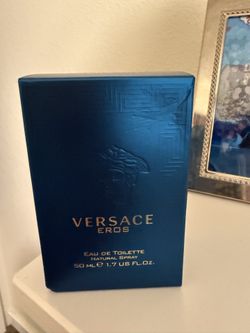 VERSACE
EROS
EAU DE TOILETTE
NATURAL SPRAY
50 ML ℮ 1.7 US FL.OZ.